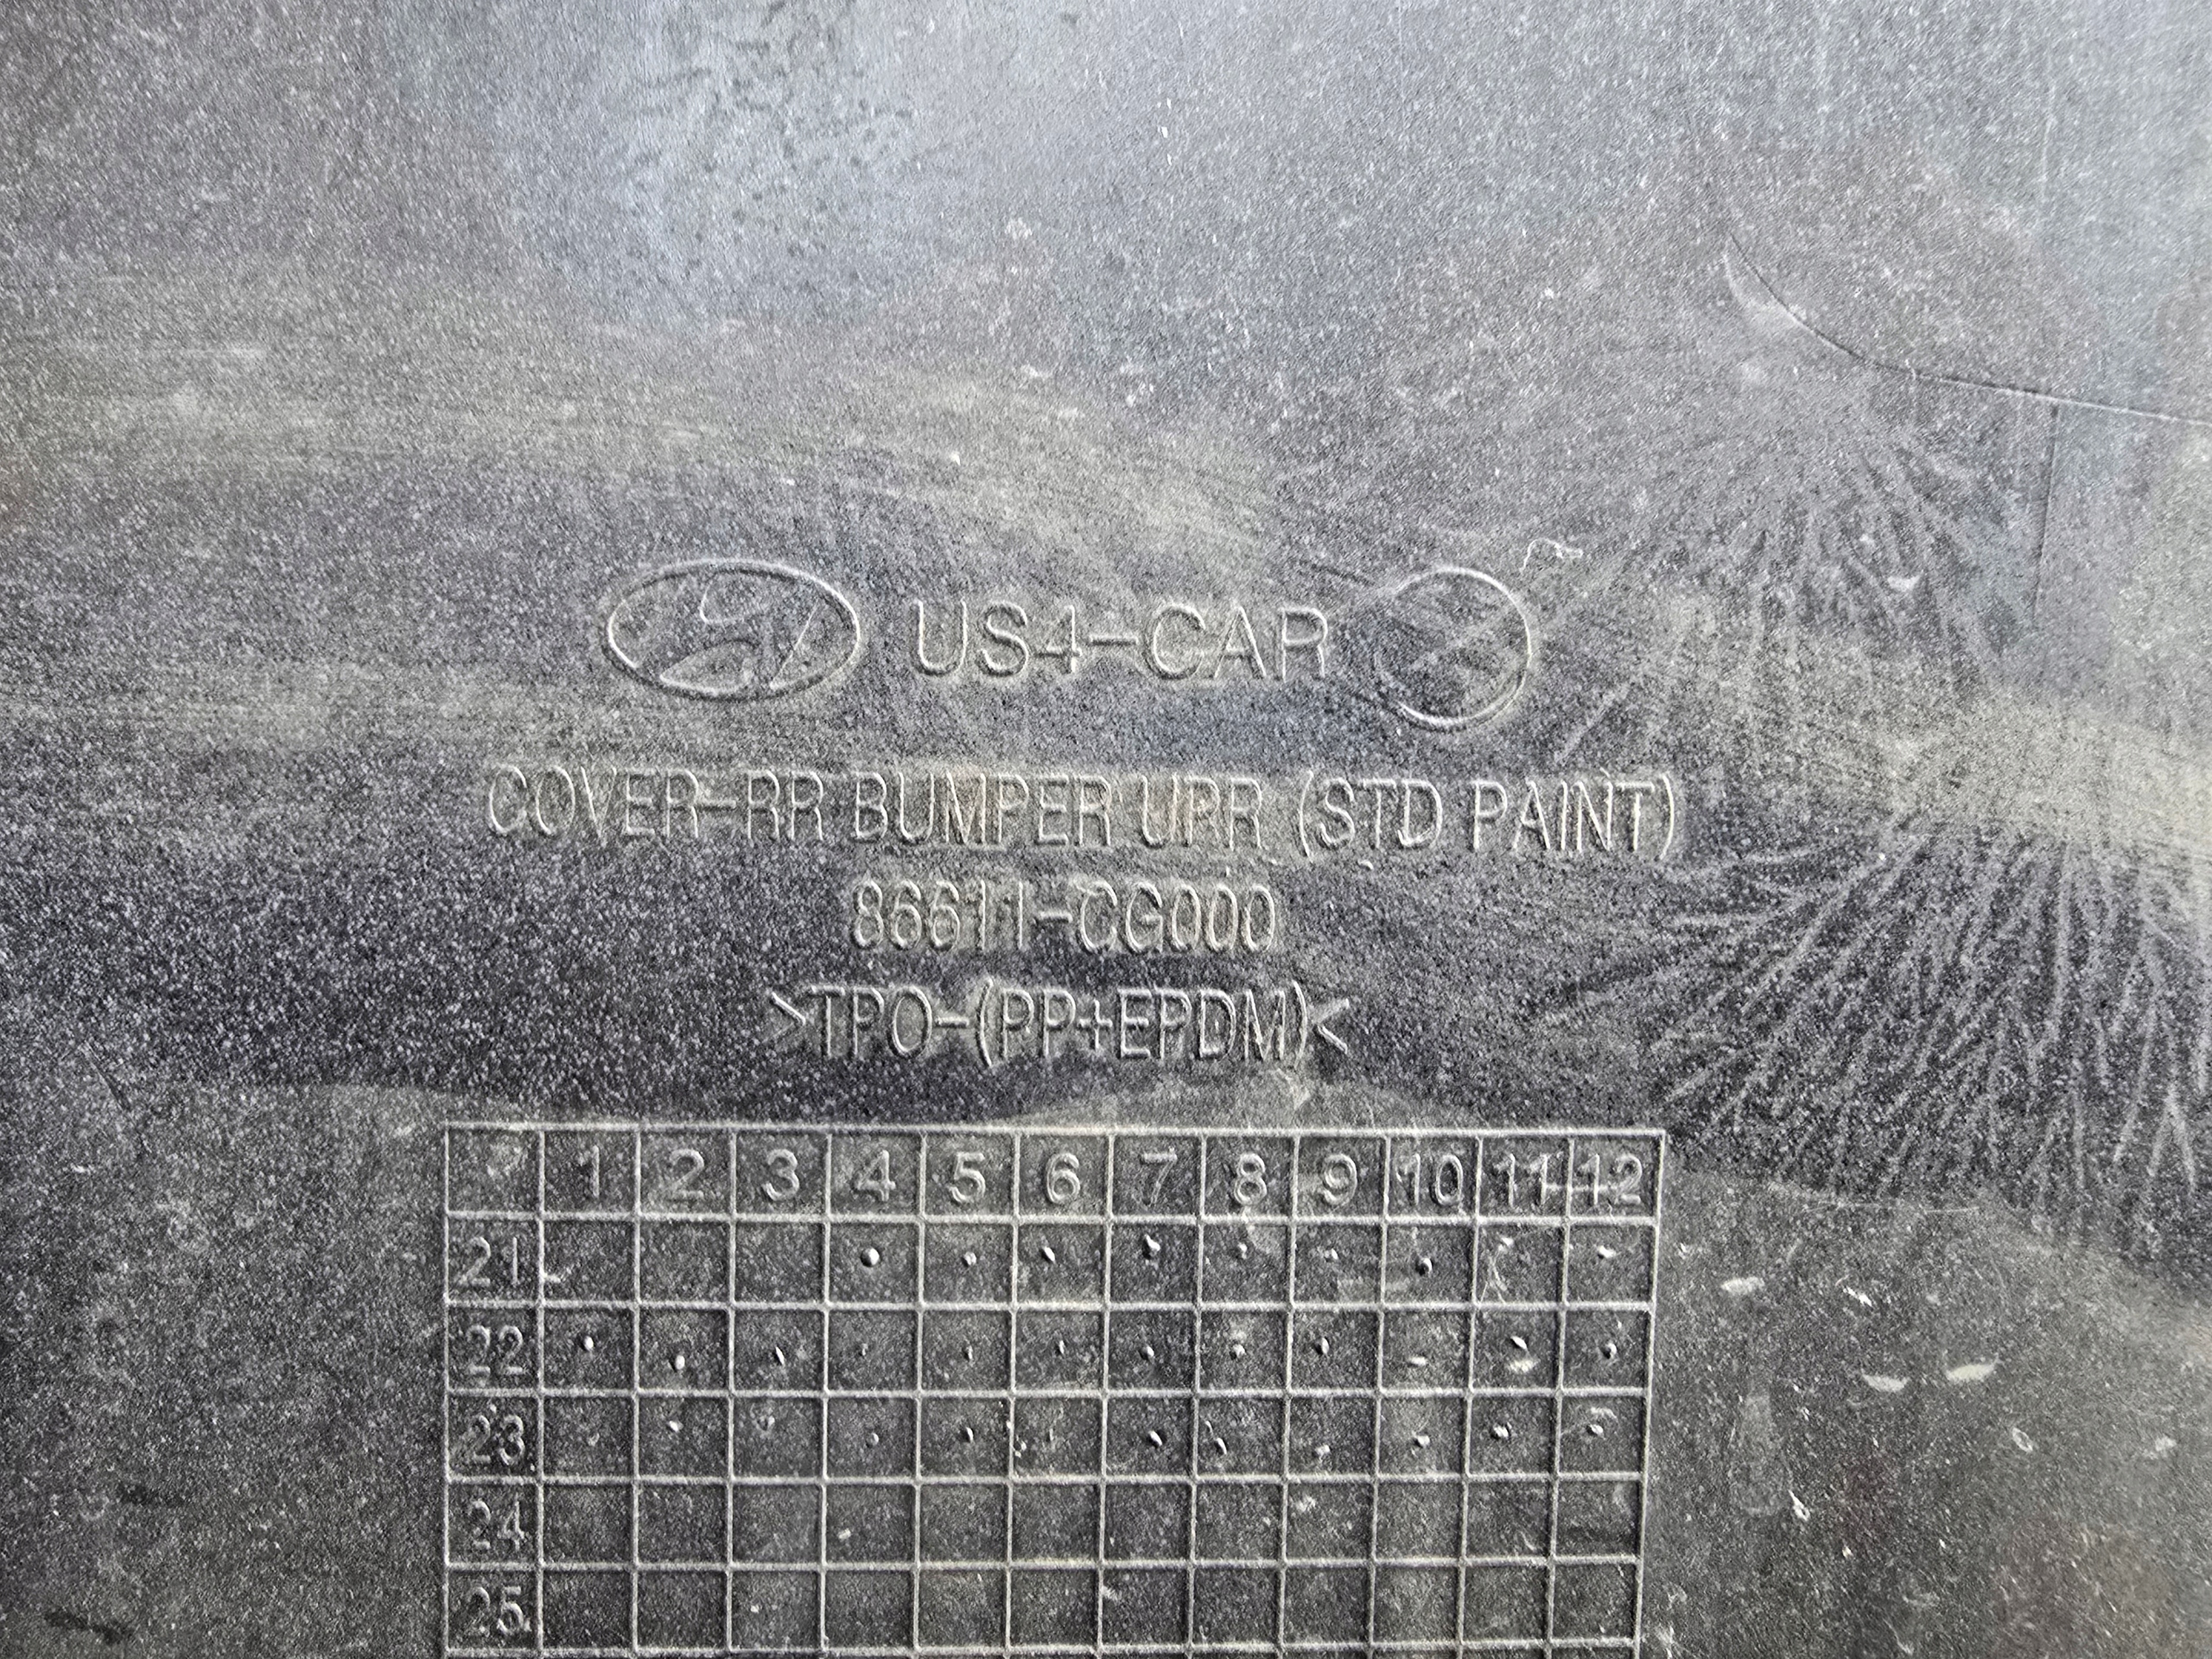 US4-CAR
COVER-RR BUMPER UPR (STD PAINT)
86611-CG000
>TPO-(PP+EPDM)<
1 2 3 4 5 6 7 8 9 10 11 12
21
22
23
24
25